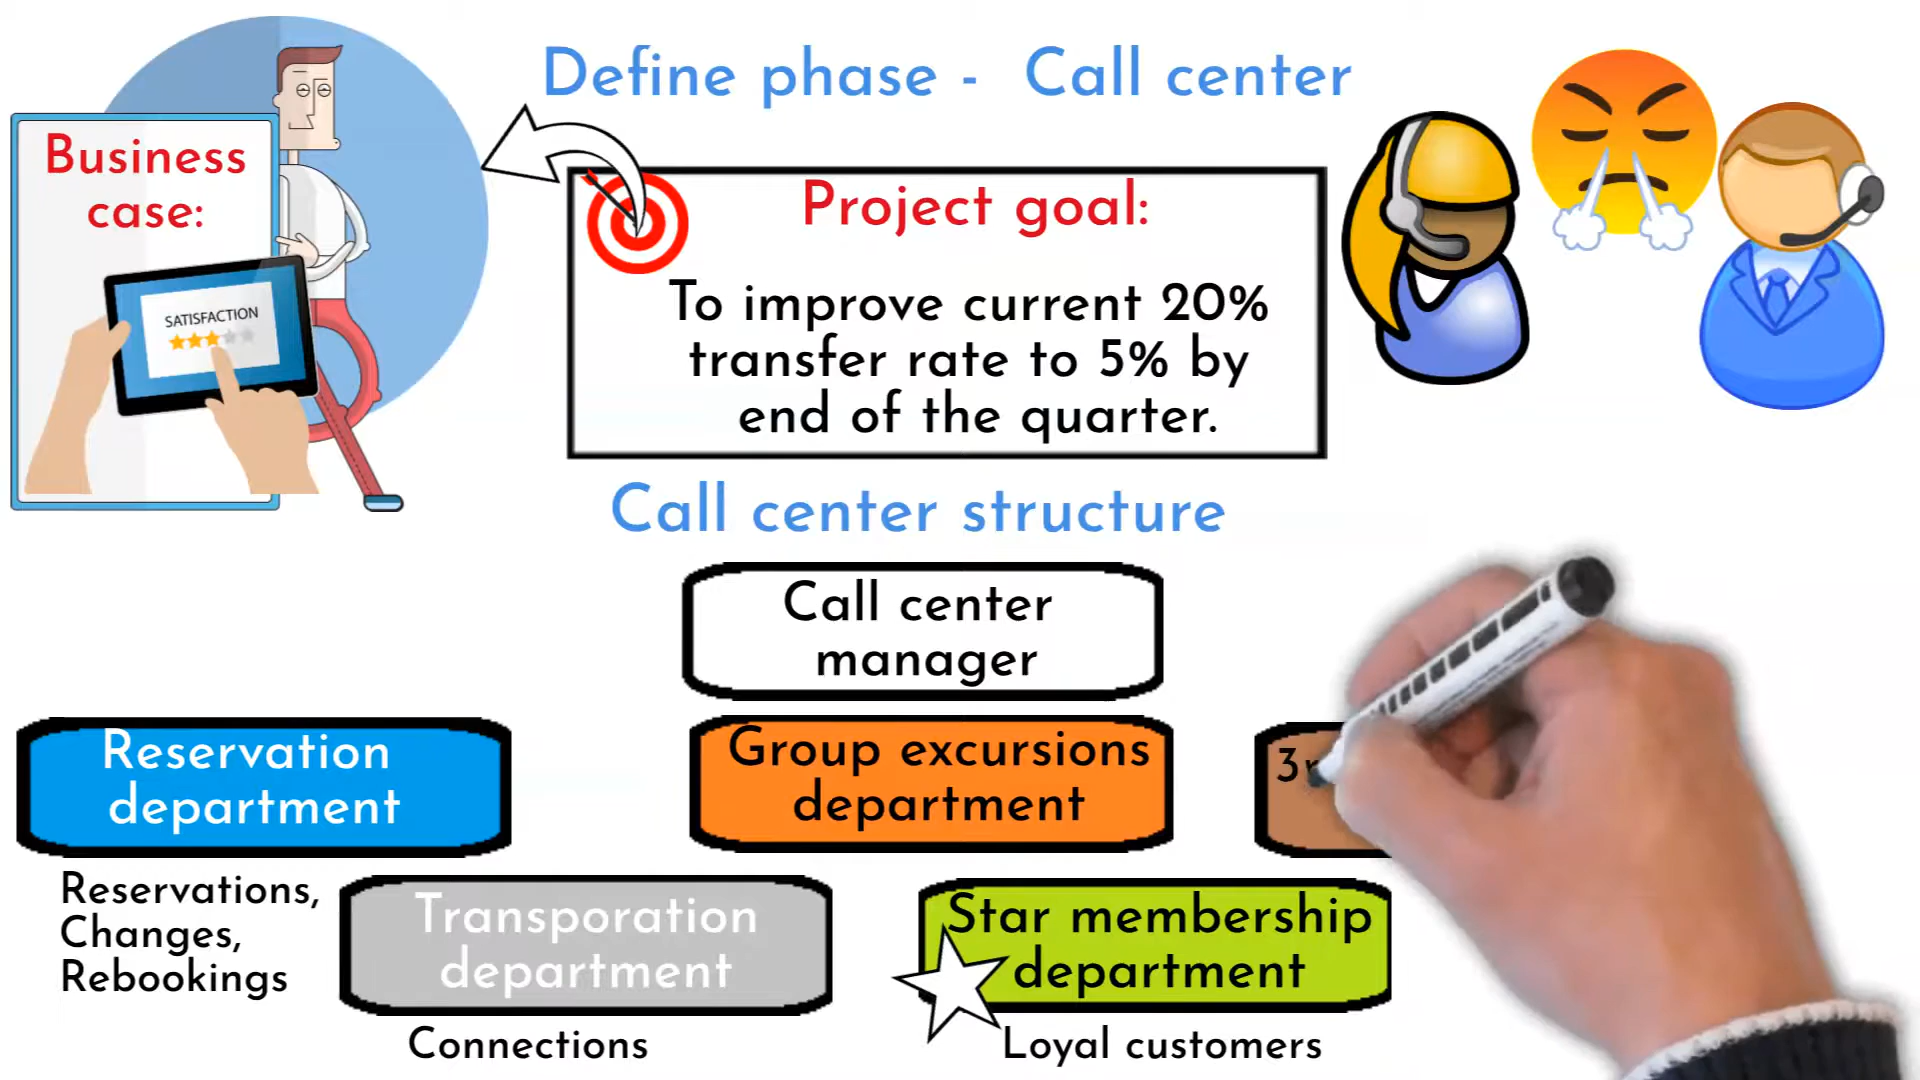 Define phase - Call center
Business
case:
SATISFACTION
Project goal:
To improve current 20%
transfer rate to 5% by
end of the quarter.
Call center structure
Call center
manager
Reservation
department
Group excursions
department
Reservations,
Changes,
Rebookings
Transporation
department
Star membership
department
Connections
Loyal customers